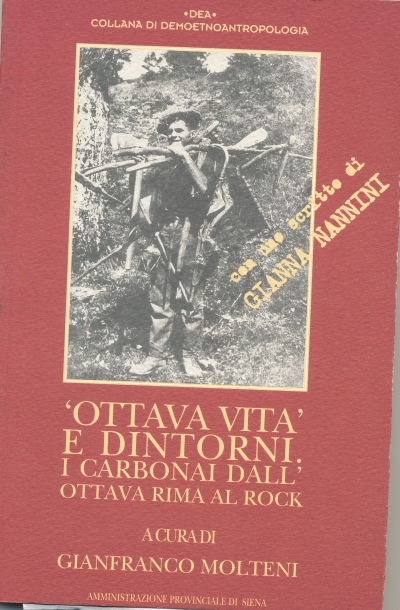 •DEA•
COLLANA DI DEMOETNOANTROPOLOGIA
con uno scritto di
GIANNA NANNINI
‘OTTAVA VITA’
E DINTORNI.
I CARBONAI DALL’
OTTAVA RIMA AL ROCK
A CURA DI
GIANFRANCO MOLTENI
AMMINISTRAZIONE PROVINCIALE DI SIENA